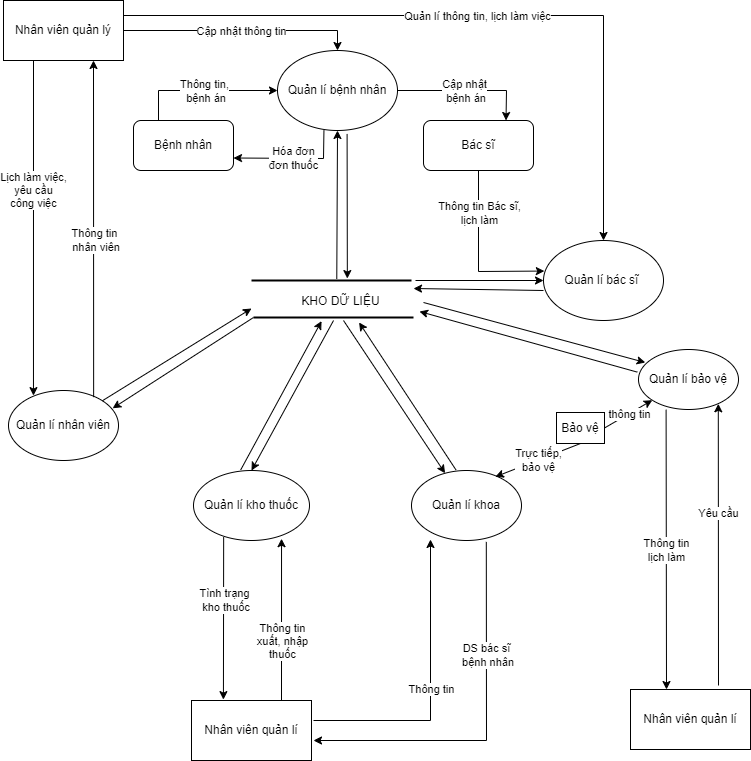 Nhân viên quản lý
Quản lí thông tin, lịch làm việc
Cập nhật thông tin
Thông tin,
bệnh án
Quản lí bệnh nhân
Cập nhật
bệnh án
Bệnh nhân
Hóa đơn
đơn thuốc
Bác sĩ
Lịch làm việc,
yêu cầu
công việc
Thông tin
nhân viên
Thông tin Bác sĩ,
lịch làm
Quản lí bác sĩ
KHO DỮ LIỆU
Quản lí bảo vệ
Quản lí nhân viên
Bảo vệ
thông tin
Trực tiếp,
bảo vệ
Quản lí kho thuốc
Quản lí khoa
Yêu cầu
Thông tin
lịch làm
Tình trạng
kho thuốc
Thông tin
xuất, nhập
thuốc
DS bác sĩ
bệnh nhân
Thông tin
Nhân viên quản lí
Nhân viên quản lí